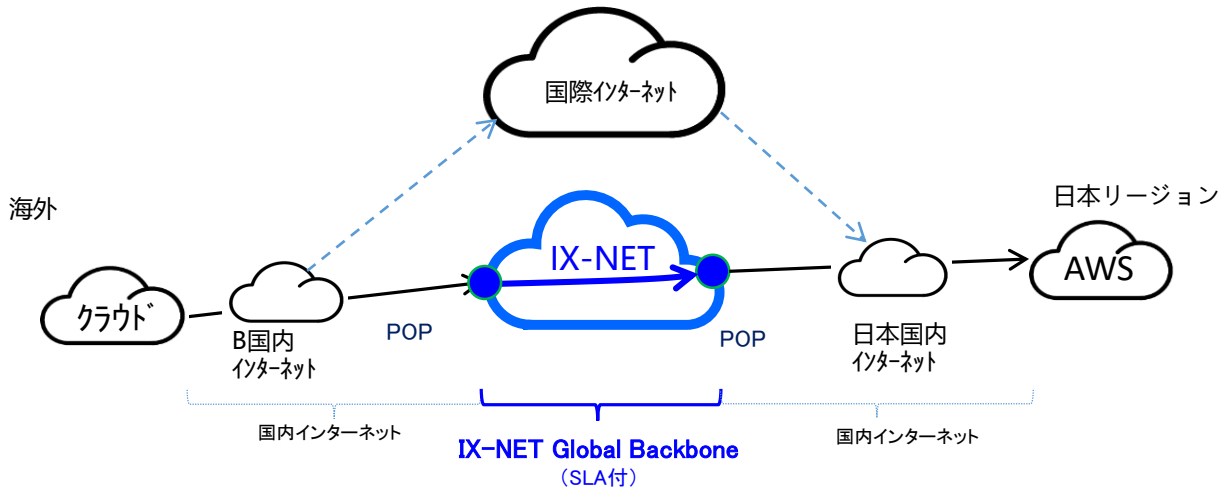 国際ｲﾝﾀｰﾈｯﾄ
海外
日本リージョン
IX-NET
AWS
ｸﾗｳﾄﾞ
B国内
ｲﾝﾀｰﾈｯﾄ
POP
POP
日本国内
ｲﾝﾀｰﾈｯﾄ
国内インターネット
IX-NET Global Backbone
（SLA付）
国内インターネット